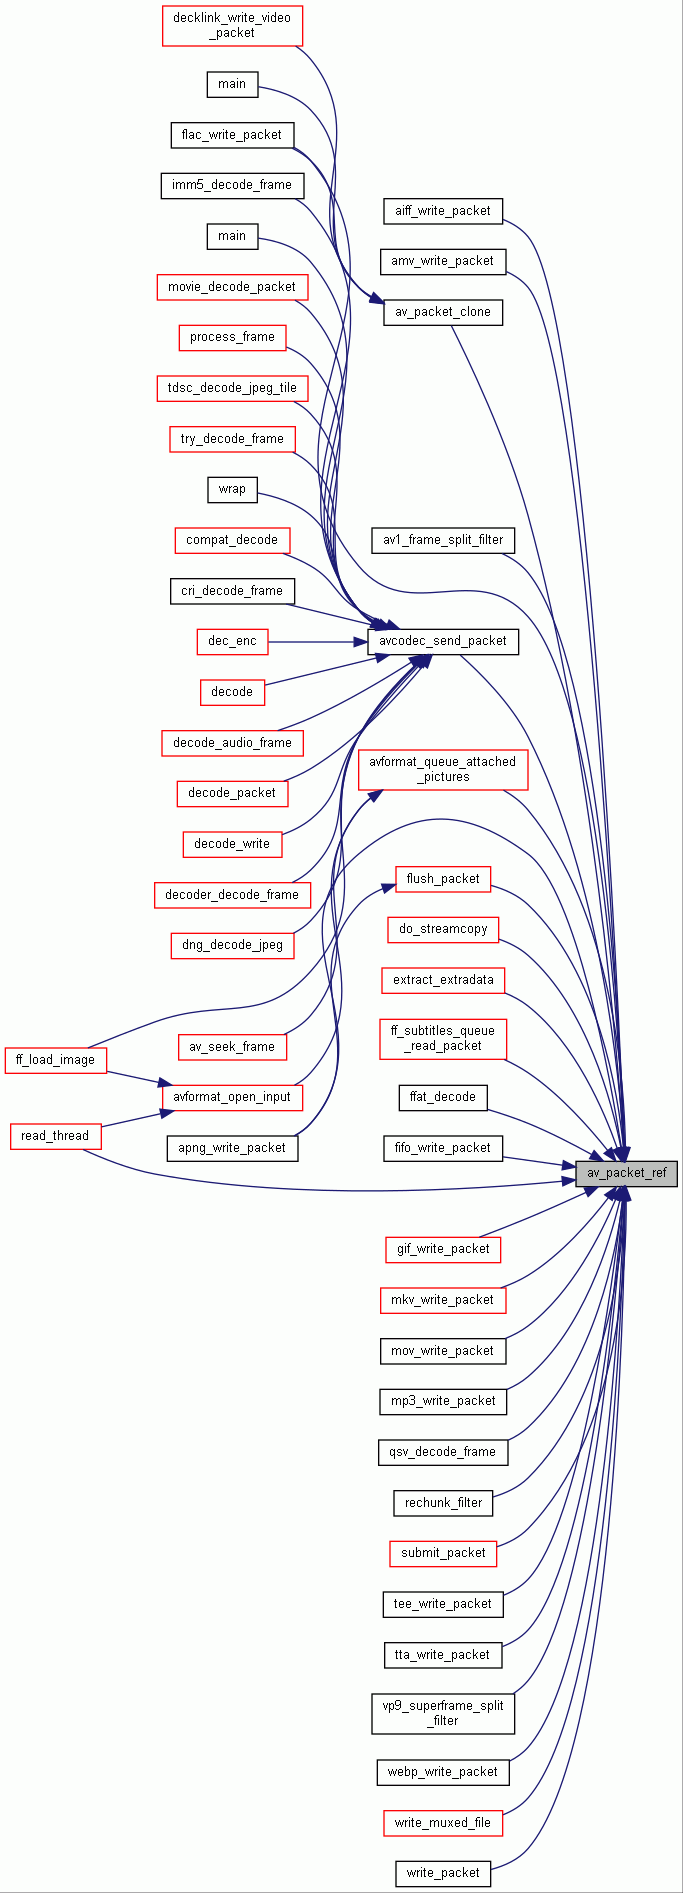 decklink_write_video
_packet
main
flac_write_packet
imm5_decode_frame
aiff_write_packet
main
amv_write_packet
movie_decode_packet
av_packet_clone
process_frame
tdsc_decode_jpeg_tile
try_decode_frame
wrap
compat_decode
av1_frame_split_filter
cri_decode_frame
dec_enc
avcodec_send_packet
decode
decode_audio_frame
avformat_queue_attached
_pictures
decode_packet
decode_write
flush_packet
decoder_decode_frame
do_streamcopy
dng_decode_jpeg
extract_extradata
ff_subtitles_queue
_read_packet
av_seek_frame
ff_load_image
avformat_open_input
ffat_decode
read_thread
apng_write_packet
fifo_write_packet
av_packet_ref
gif_write_packet
mkv_write_packet
mov_write_packet
mp3_write_packet
qsv_decode_frame
rechunk_filter
submit_packet
tee_write_packet
tta_write_packet
vp9_superframe_split
_filter
webp_write_packet
write_muxed_file
write_packet